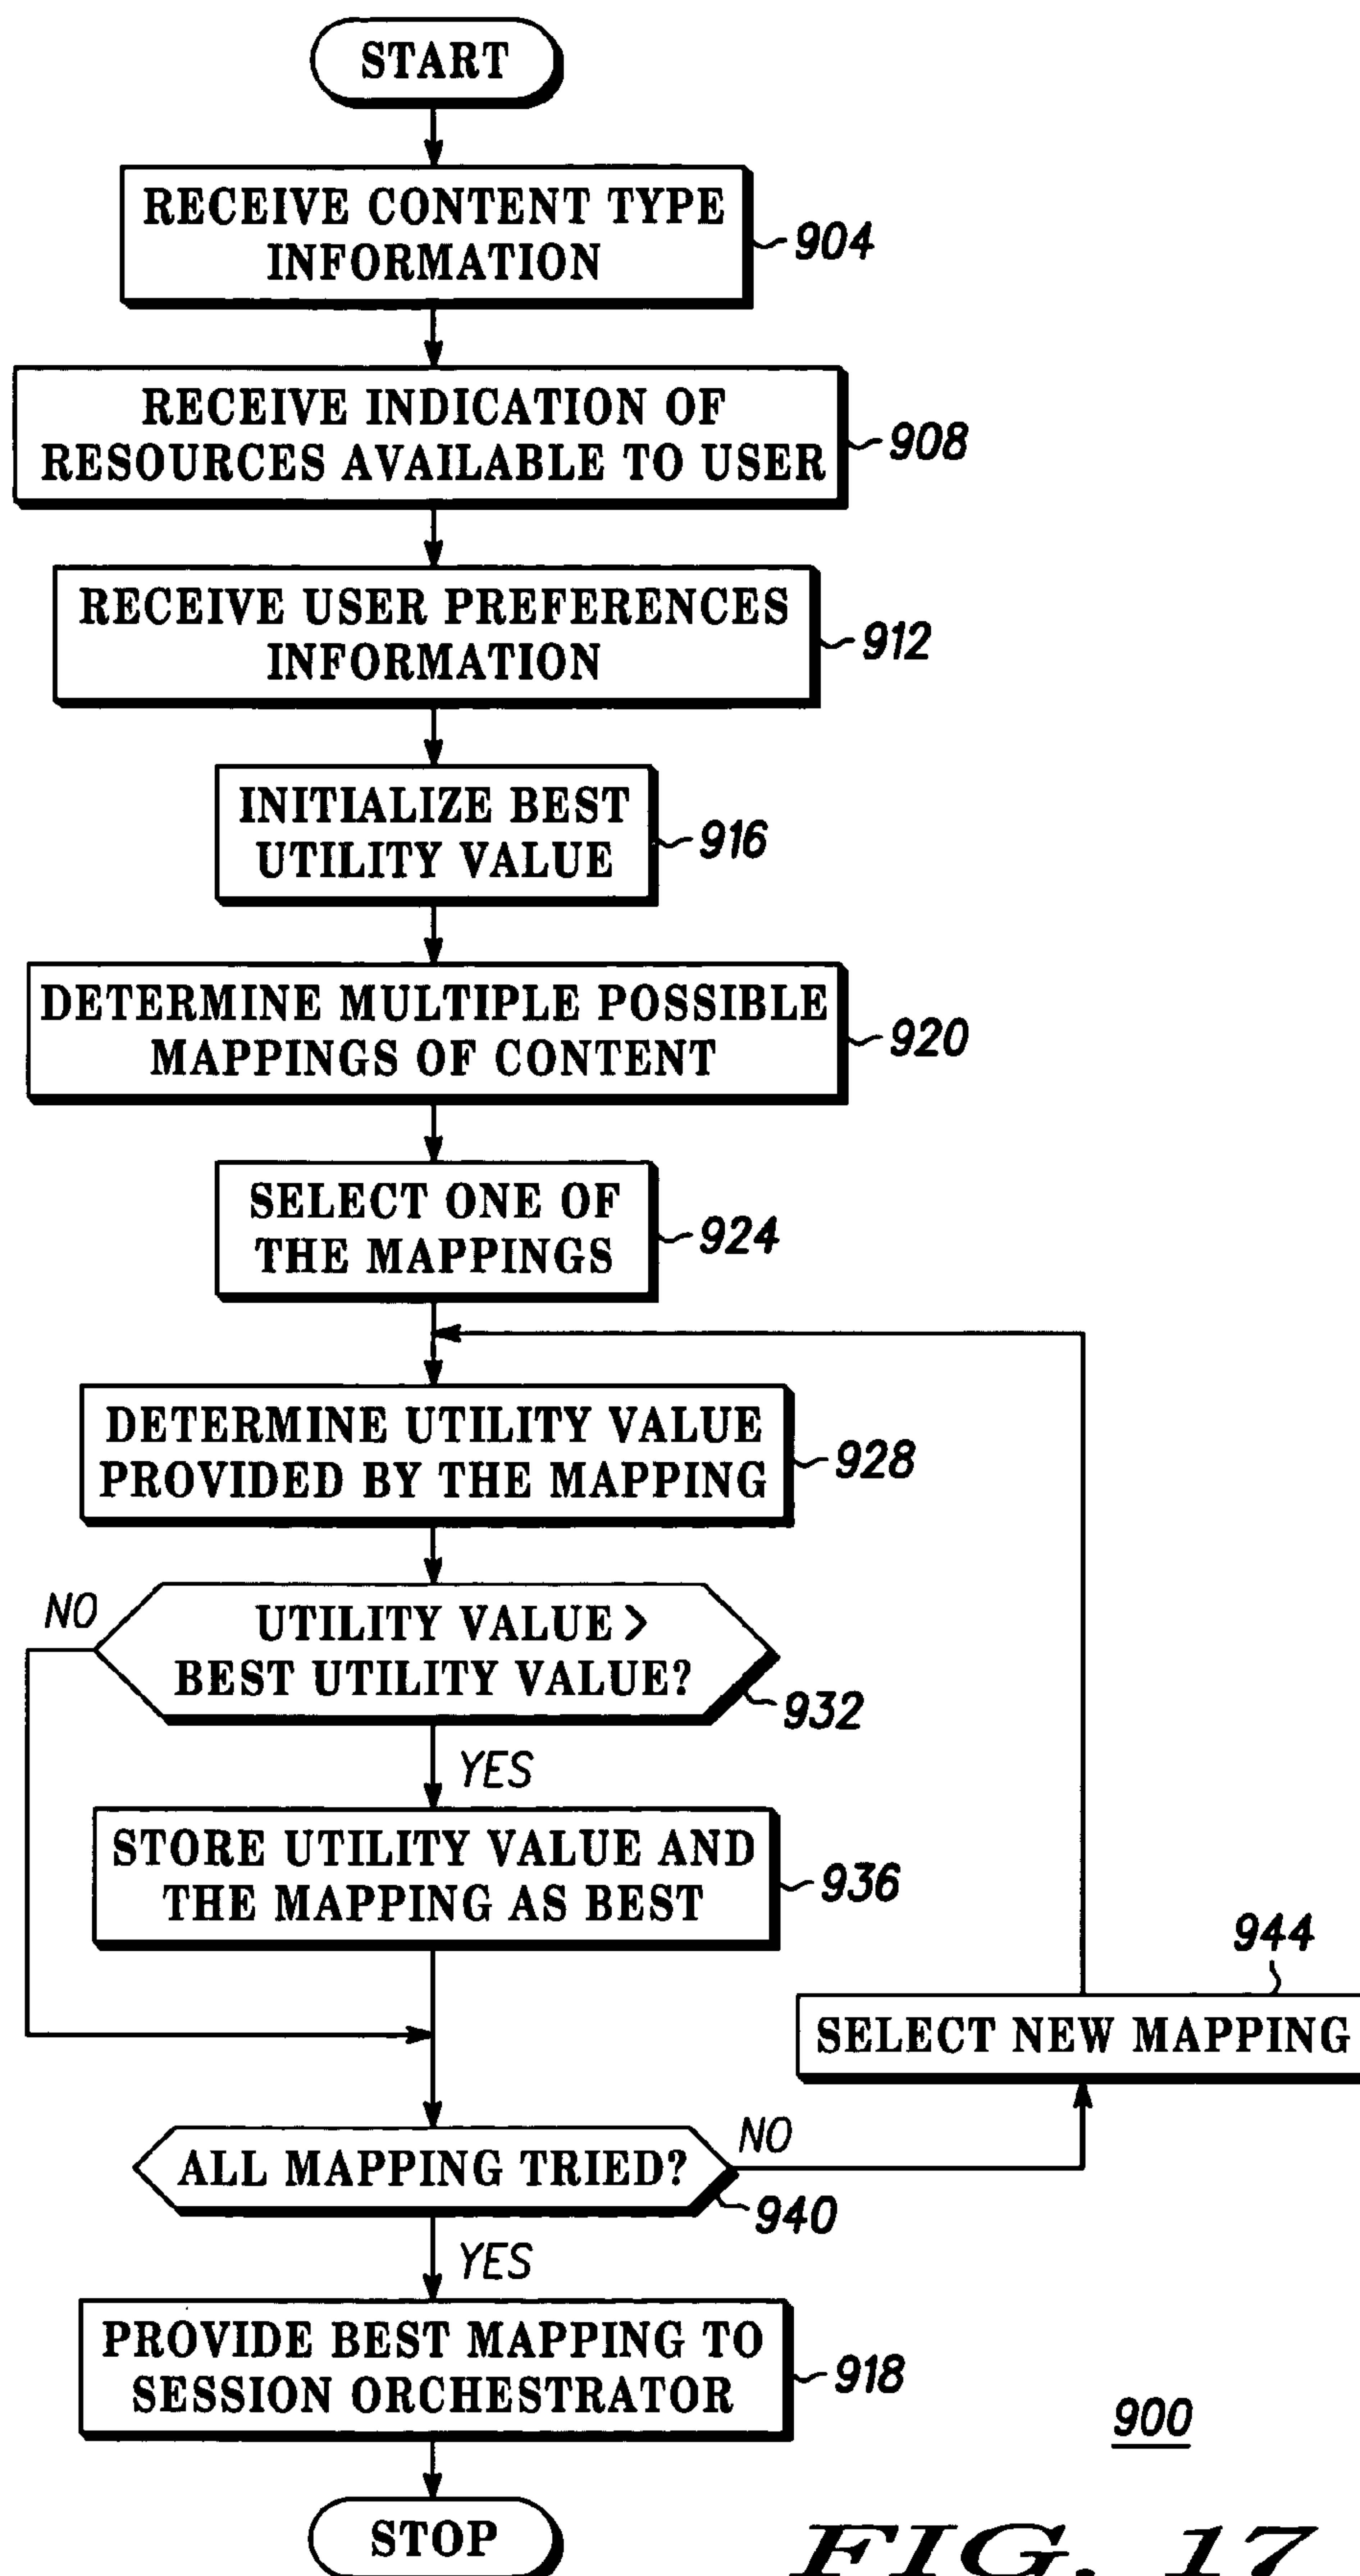 START
RECEIVE CONTENT TYPE
INFORMATION
904
RECEIVE INDICATION OF
RESOURCES AVAILABLE TO USER
908
RECEIVE USER PREFERENCES
INFORMATION
912
INITIALIZE BEST
UTILITY VALUE
916
DETERMINE MULTIPLE POSSIBLE
MAPPINGS OF CONTENT
920
SELECT ONE OF
THE MAPPINGS
924
DETERMINE UTILITY VALUE
PROVIDED BY THE MAPPING
928
NO
UTILITY VALUE >
BEST UTILITY VALUE?
932
YES
STORE UTILITY VALUE AND
THE MAPPING AS BEST
936
944
SELECT NEW MAPPING
NO
ALL MAPPING TRIED?
940
YES
PROVIDE BEST MAPPING TO
SESSION ORCHESTRATOR
918
900
STOP
FIG. 17